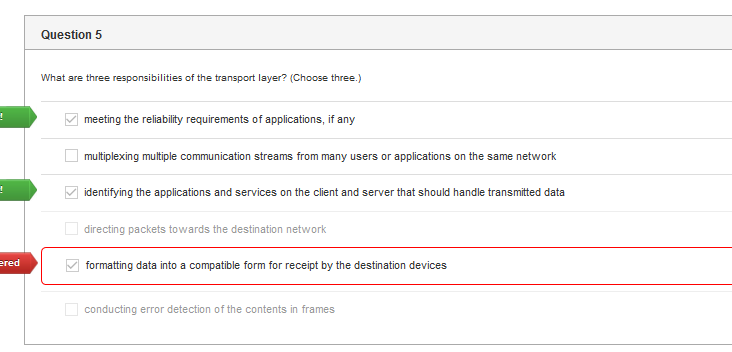 Question 5
What are three responsibilities of the transport layer? (Choose three.)
!
meeting the reliability requirements of applications, if any
multiplexing multiple communication streams from many users or applications on the same network
!
identifying the applications and services on the client and server that should handle transmitted data
directing packets towards the destination network
ered
formatting data into a compatible form for receipt by the destination devices
conducting error detection of the contents in frames